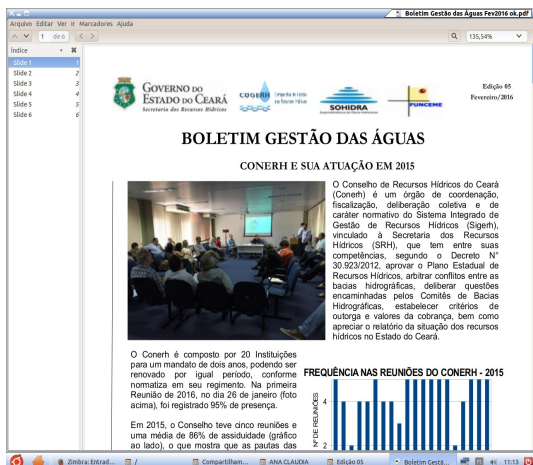 Boletim Gestão das Águas Fev2016 ok.pdf
Arquivo Editar Ver Ir Marcadores Ajuda
1 de 6
135,54%
Índice
Slide 1 1
Slide 2 2
Slide 3 3
Slide 4 4
Slide 5 5
Slide 6 6
GOVERNO DO
ESTADO DO CEARÁ
Secretaria dos Recursos Hídricos
COGERH
SOHIDRA
FUNCEME
Edição 05
Fevereiro/2016
BOLETIM GESTÃO DAS ÁGUAS
CONERH E SUA ATUAÇÃO EM 2015
O Conselho de Recursos Hídricos do Ceará
(Conerh) é um órgão de coordenação,
fiscalização, deliberação coletiva e de
caráter normativo do Sistema Integrado de
Gestão de Recursos Hídricos (Sigerh),
vinculado à Secretaria dos Recursos
Hídricos (SRH), que tem entre suas
competências, segundo o Decreto N°
30.923/2012, aprovar o Plano Estadual de
Recursos Hídricos, arbitrar conflitos entre as
bacias hidrográficas, deliberar questões
encaminhadas pelos Comitês de Bacias
Hidrográficas, estabelecer critérios de
outorga e valores da cobrança, bem como
apreciar o relatório da situação dos recursos
hídricos no Estado do Ceará.
O Conerh é composto por 20 Instituições
para um mandato de dois anos, podendo ser
renovado por igual período, conforme
normatiza em seu regimento. Na primeira
Reunião de 2016, no dia 26 de janeiro (foto
acima), foi registrado 95% de presença.
Em 2015, o Conselho teve cinco reuniões e
uma média de 86% de assiduidade (gráfico
ao lado), o que mostra que as pautas das
FREQUÊNCIA NAS REUNIÕES DO CONERH - 2015
Nº DE REUNIÕES
4
2
Zimbra: Entrad...
/
Compartilham...
ANA CLAUDIA
Edição 05
Boletim Gestã...
11:13